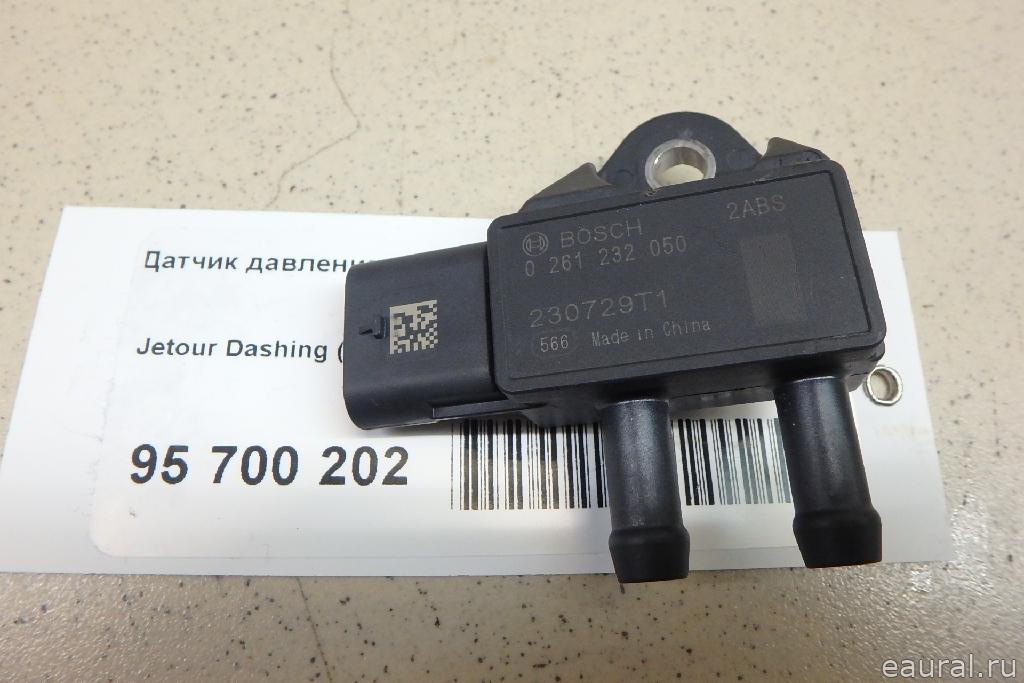 Датчик давлени
Jetour Dashing (
95 700 202
BOSCH 2ABS
0 261 232 050
230729T1
566 Made in China
eaural.ru